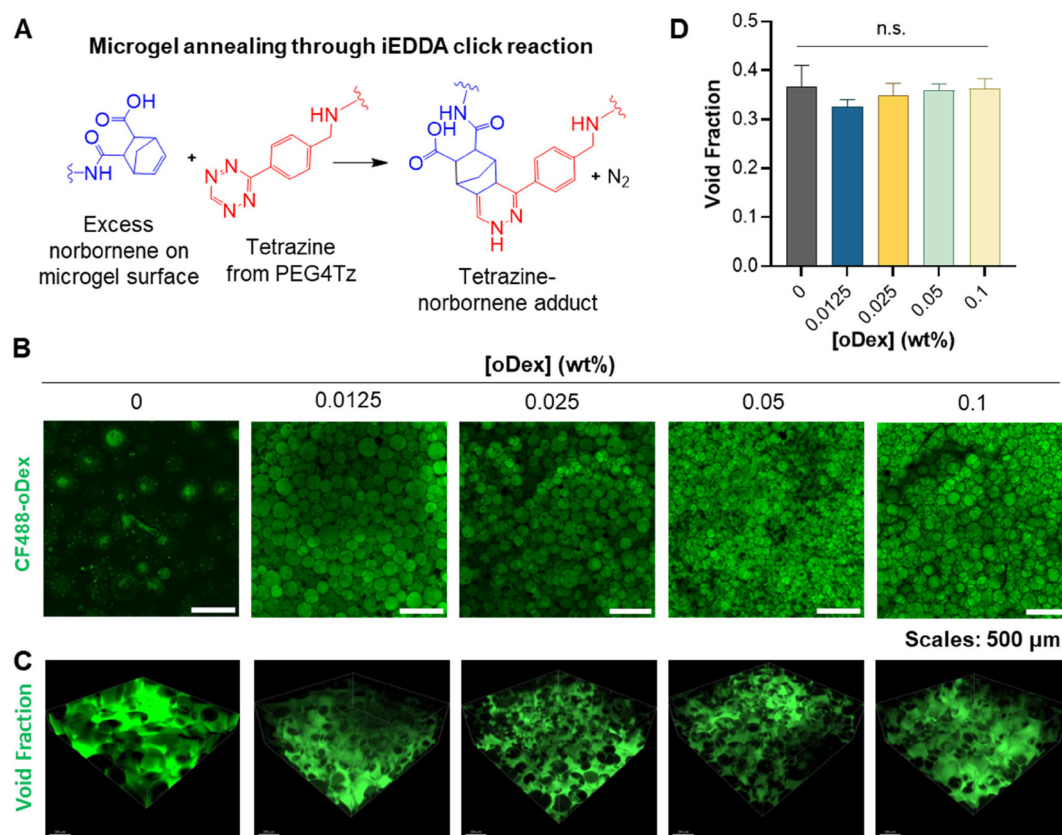 A
Microgel annealing through iEDDA click reaction
OH
O
O
NH
+
N
N
N
N
HN
HN
O
OH
O
HN
N
N
H
+ N2
Excess
norbornene on
microgel surface
Tetrazine
from PEG4Tz
Tetrazine-
norbornene adduct
D
n.s.
Void Fraction
0.5
0.4
0.3
0.2
0.1
0.0
0
0.0125
0.025
0.05
0.1
[oDex] (wt%)
B
[oDex] (wt%)
0
0.0125
0.025
0.05
0.1
CF488-oDex
Scales: 500 µm
C
Void Fraction